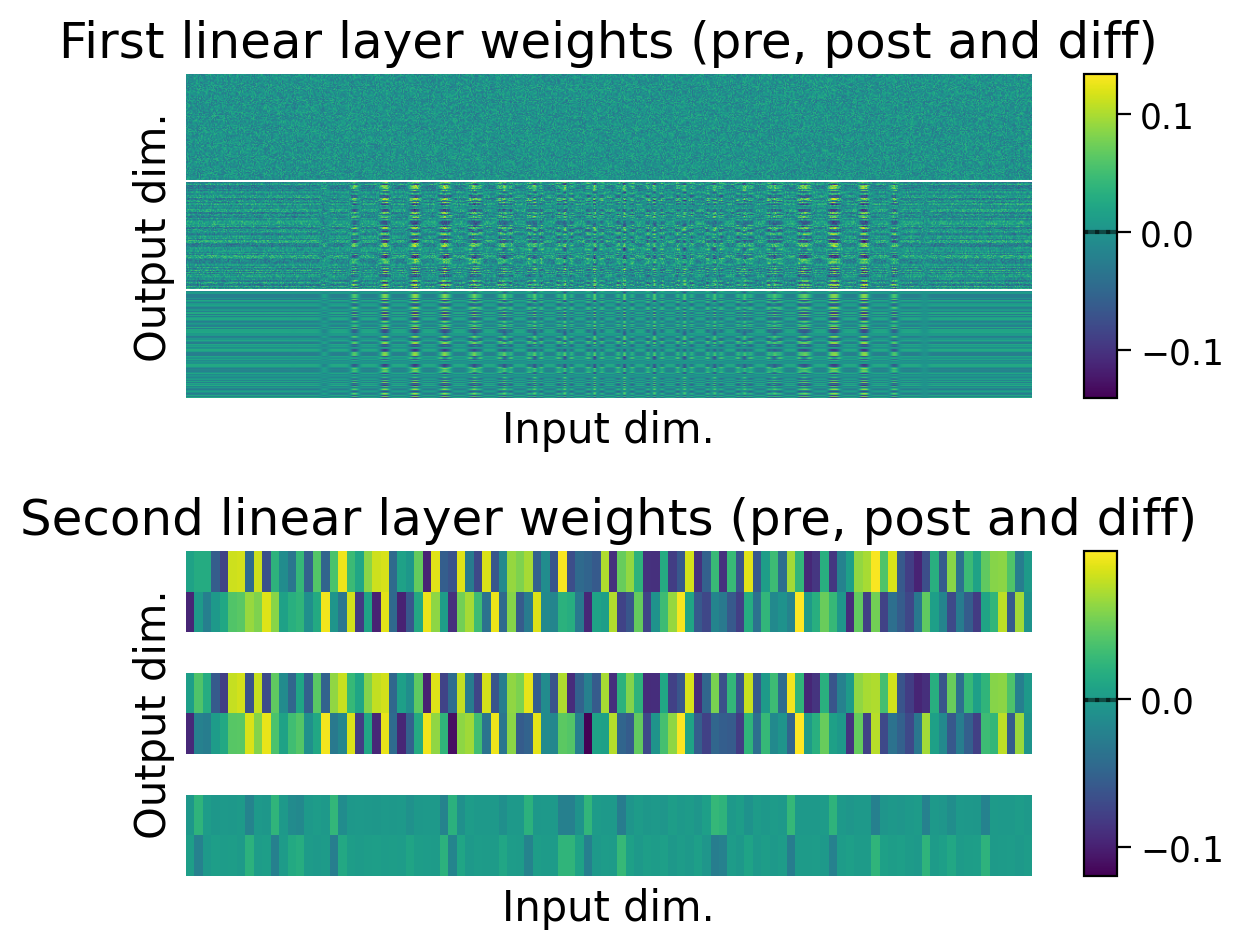 First linear layer weights (pre, post and diff)
Output dim.
0.1
0.0
−0.1
Input dim.
Second linear layer weights (pre, post and diff)
Output dim.
0.0
−0.1
Input dim.